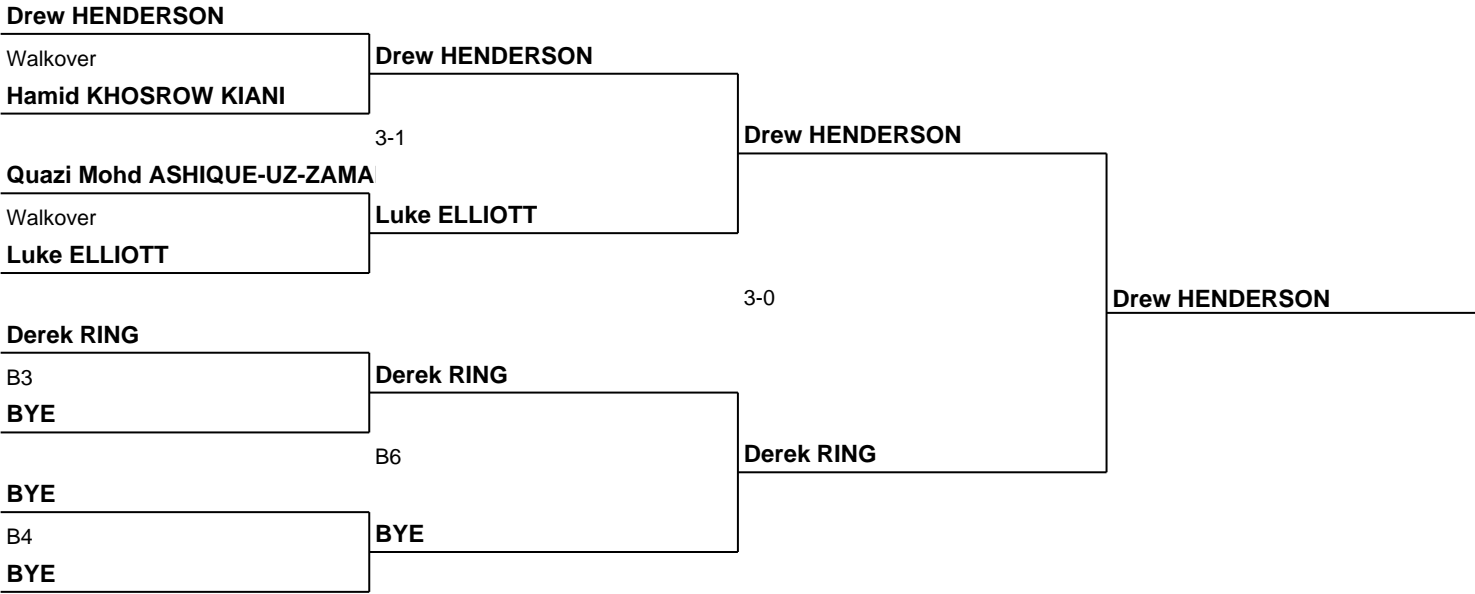 Drew HENDERSON
Walkover
Hamid KHOSROW KIANI
Drew HENDERSON
3-1
Quazi Mohd ASHIQUE-UZ-ZAMA
Walkover
Luke ELLIOTT
Luke ELLIOTT
Drew HENDERSON
3-0
Drew HENDERSON
Derek RING
B3
BYE
Derek RING
B6
BYE
B4
BYE
BYE
Derek RING